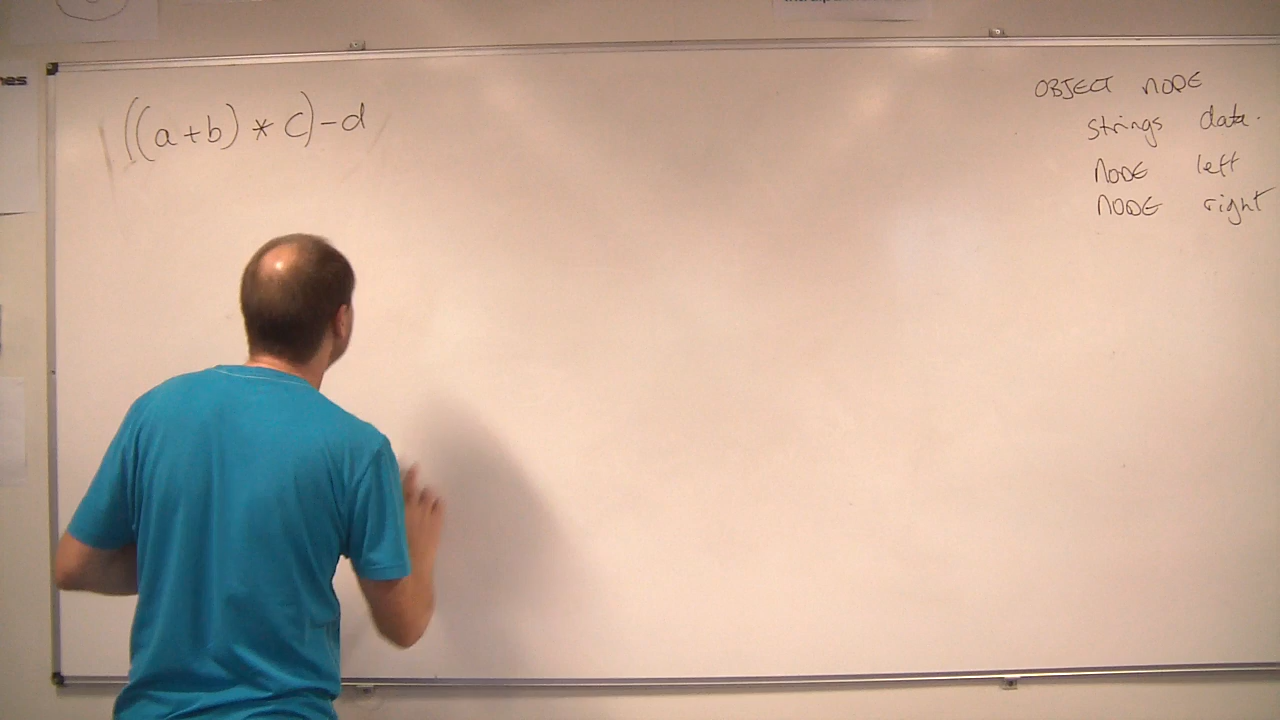 ((a+b) * c)-d
OBJECT NODE
strings data.
NODE left
NODE right